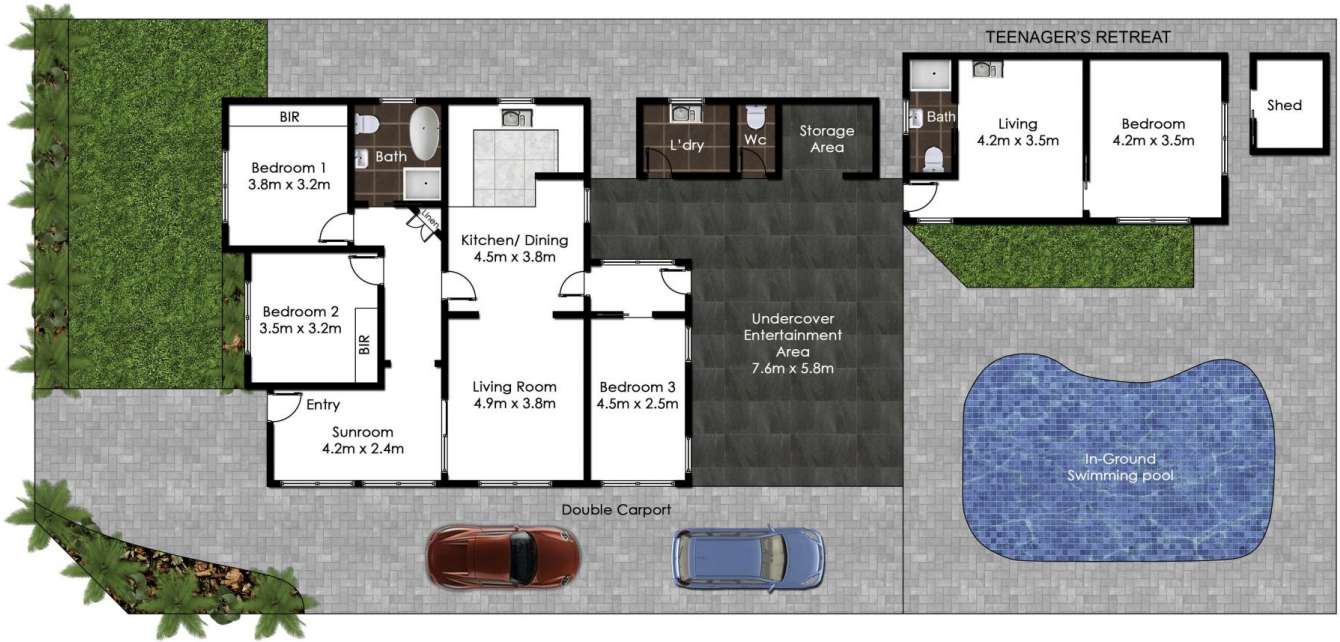 TEENAGER'S RETREAT
BIR
Bedroom 1
3.8m x 3.2m
Bath
Linen
Kitchen/ Dining
4.5m x 3.8m
L'dry
Wc
Storage
Area
Bath
Living
4.2m x 3.5m
Bedroom
4.2m x 3.5m
Shed
Bedroom 2
3.5m x 3.2m
BIR
Entry
Sunroom
4.2m x 2.4m
Living Room
4.9m x 3.8m
Bedroom 3
4.5m x 2.5m
Undercover
Entertainment
Area
7.6m x 5.8m
In-Ground
Swimming pool
Double Carport